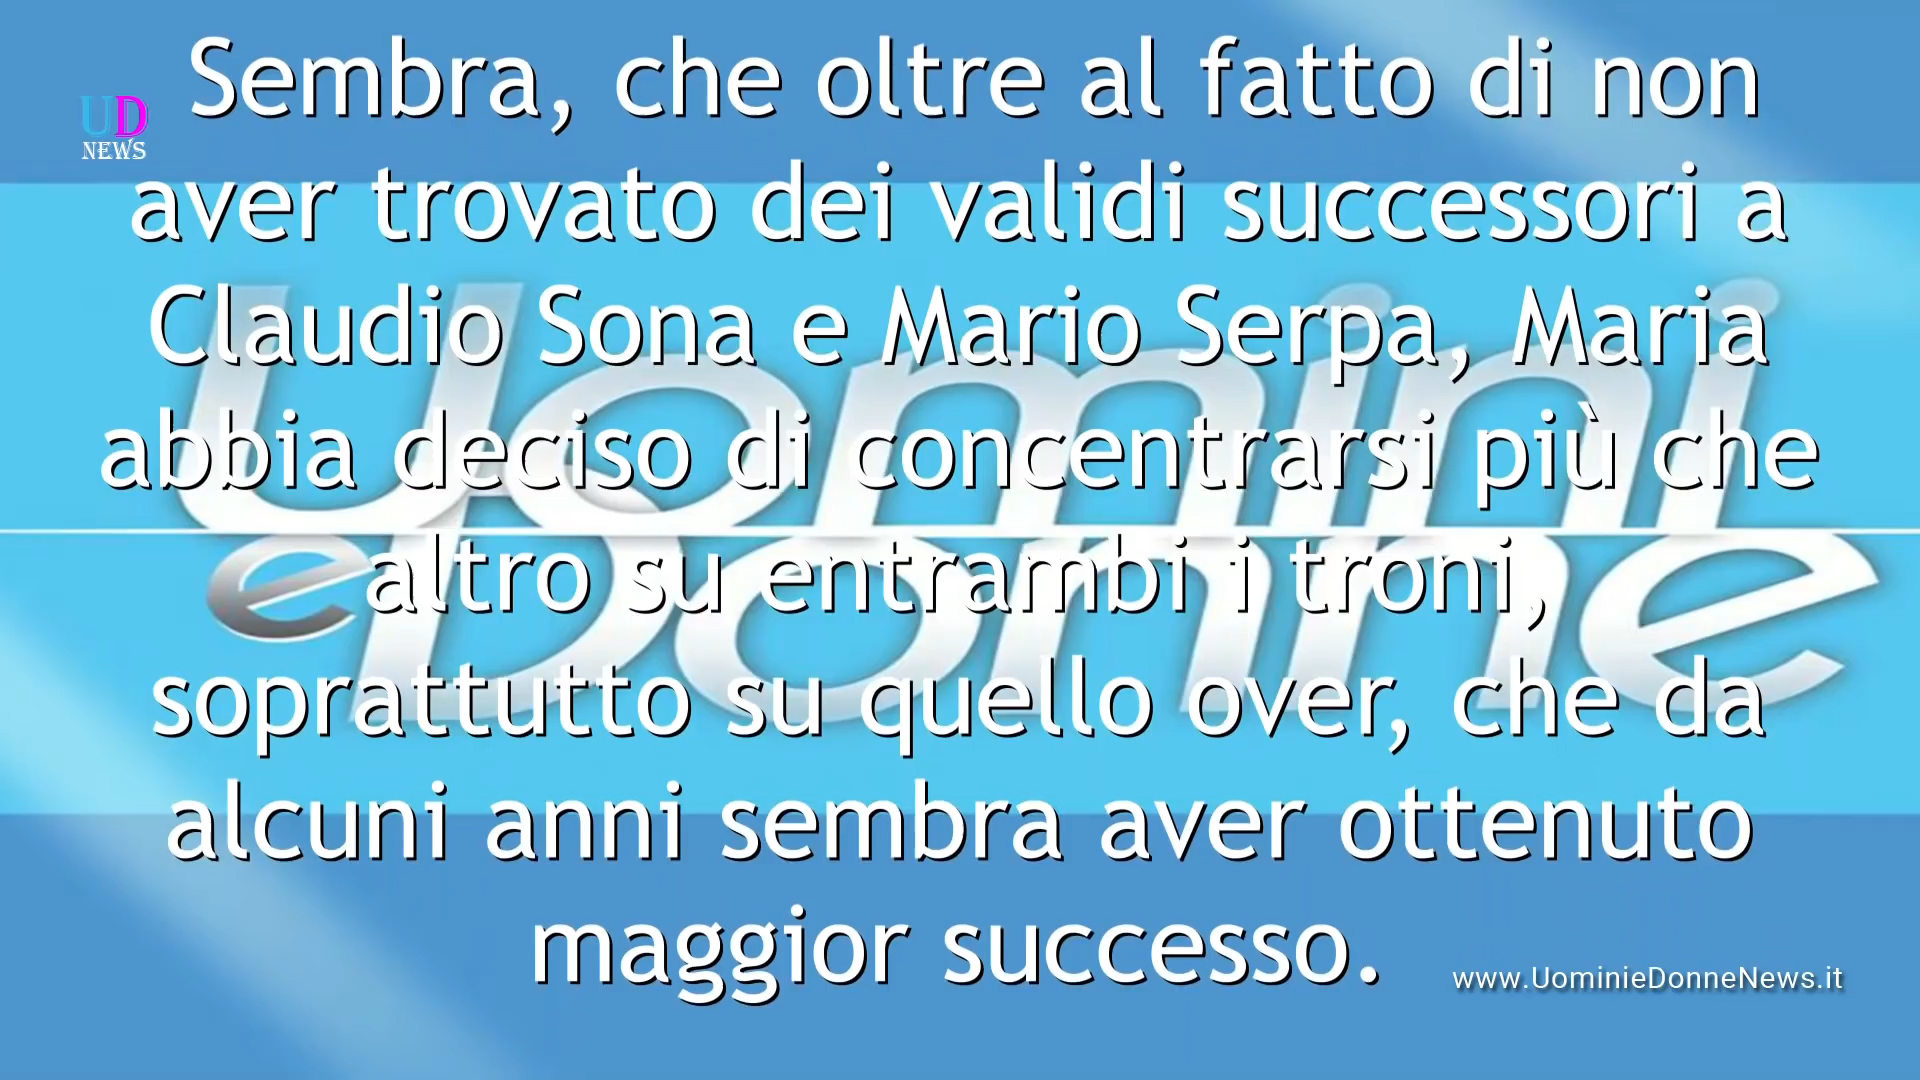 Sembra, che oltre al fatto di non
UD
NEWS
aver trovato dei validi successori a
Claudio Sona e Mario Serpa, Maria
abbia deciso di concentrarsi più che
altro su entrambi i troni,
soprattutto su quello over, che da
alcuni anni sembra aver ottenuto
maggior successo.
www.UominieDonneNews.it
Uomini
e Donne